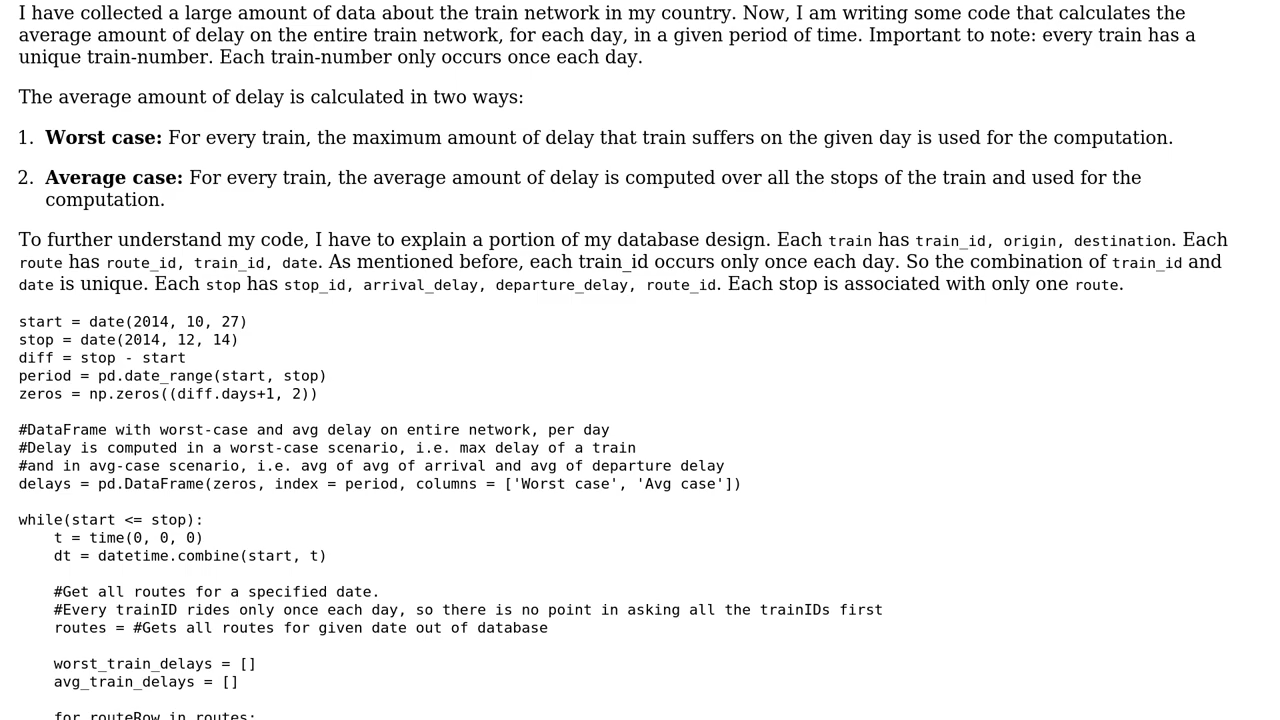 I have collected a large amount of data about the train network in my country. Now, I am writing some code that calculates the
average amount of delay on the entire train network, for each day, in a given period of time. Important to note: every train has a
unique train-number. Each train-number only occurs once each day.
The average amount of delay is calculated in two ways:
1. Worst case: For every train, the maximum amount of delay that train suffers on the given day is used for the computation.
2. Average case: For every train, the average amount of delay is computed over all the stops of the train and used for the
computation.
To further understand my code, I have to explain a portion of my database design. Each train has train_id, origin, destination. Each
route has route_id, train_id, date. As mentioned before, each train_id occurs only once each day. So the combination of train_id and
date is unique. Each stop has stop_id, arrival_delay, departure_delay, route_id. Each stop is associated with only one route.
start = date(2014, 10, 27)
stop = date(2014, 12, 14)
diff = stop - start
period = pd.date_range(start, stop)
zeros = np.zeros((diff.days+1, 2))
#DataFrame with worst-case and avg delay on entire network, per day
#Delay is computed in a worst-case scenario, i.e. max delay of a train
#and in avg-case scenario, i.e. avg of avg of arrival and avg of departure delay
delays = pd.DataFrame(zeros, index = period, columns = ['Worst case', 'Avg case'])
while(start <= stop):
    t = time(0, 0, 0)
    dt = datetime.combine(start, t)
    #Get all routes for a specified date.
    #Every trainID rides only once each day, so there is no point in asking all the trainIDs first
    routes = #Gets all routes for given date out of database
    worst_train_delays = []
    avg_train_delays = []
    for routeRow in routes: